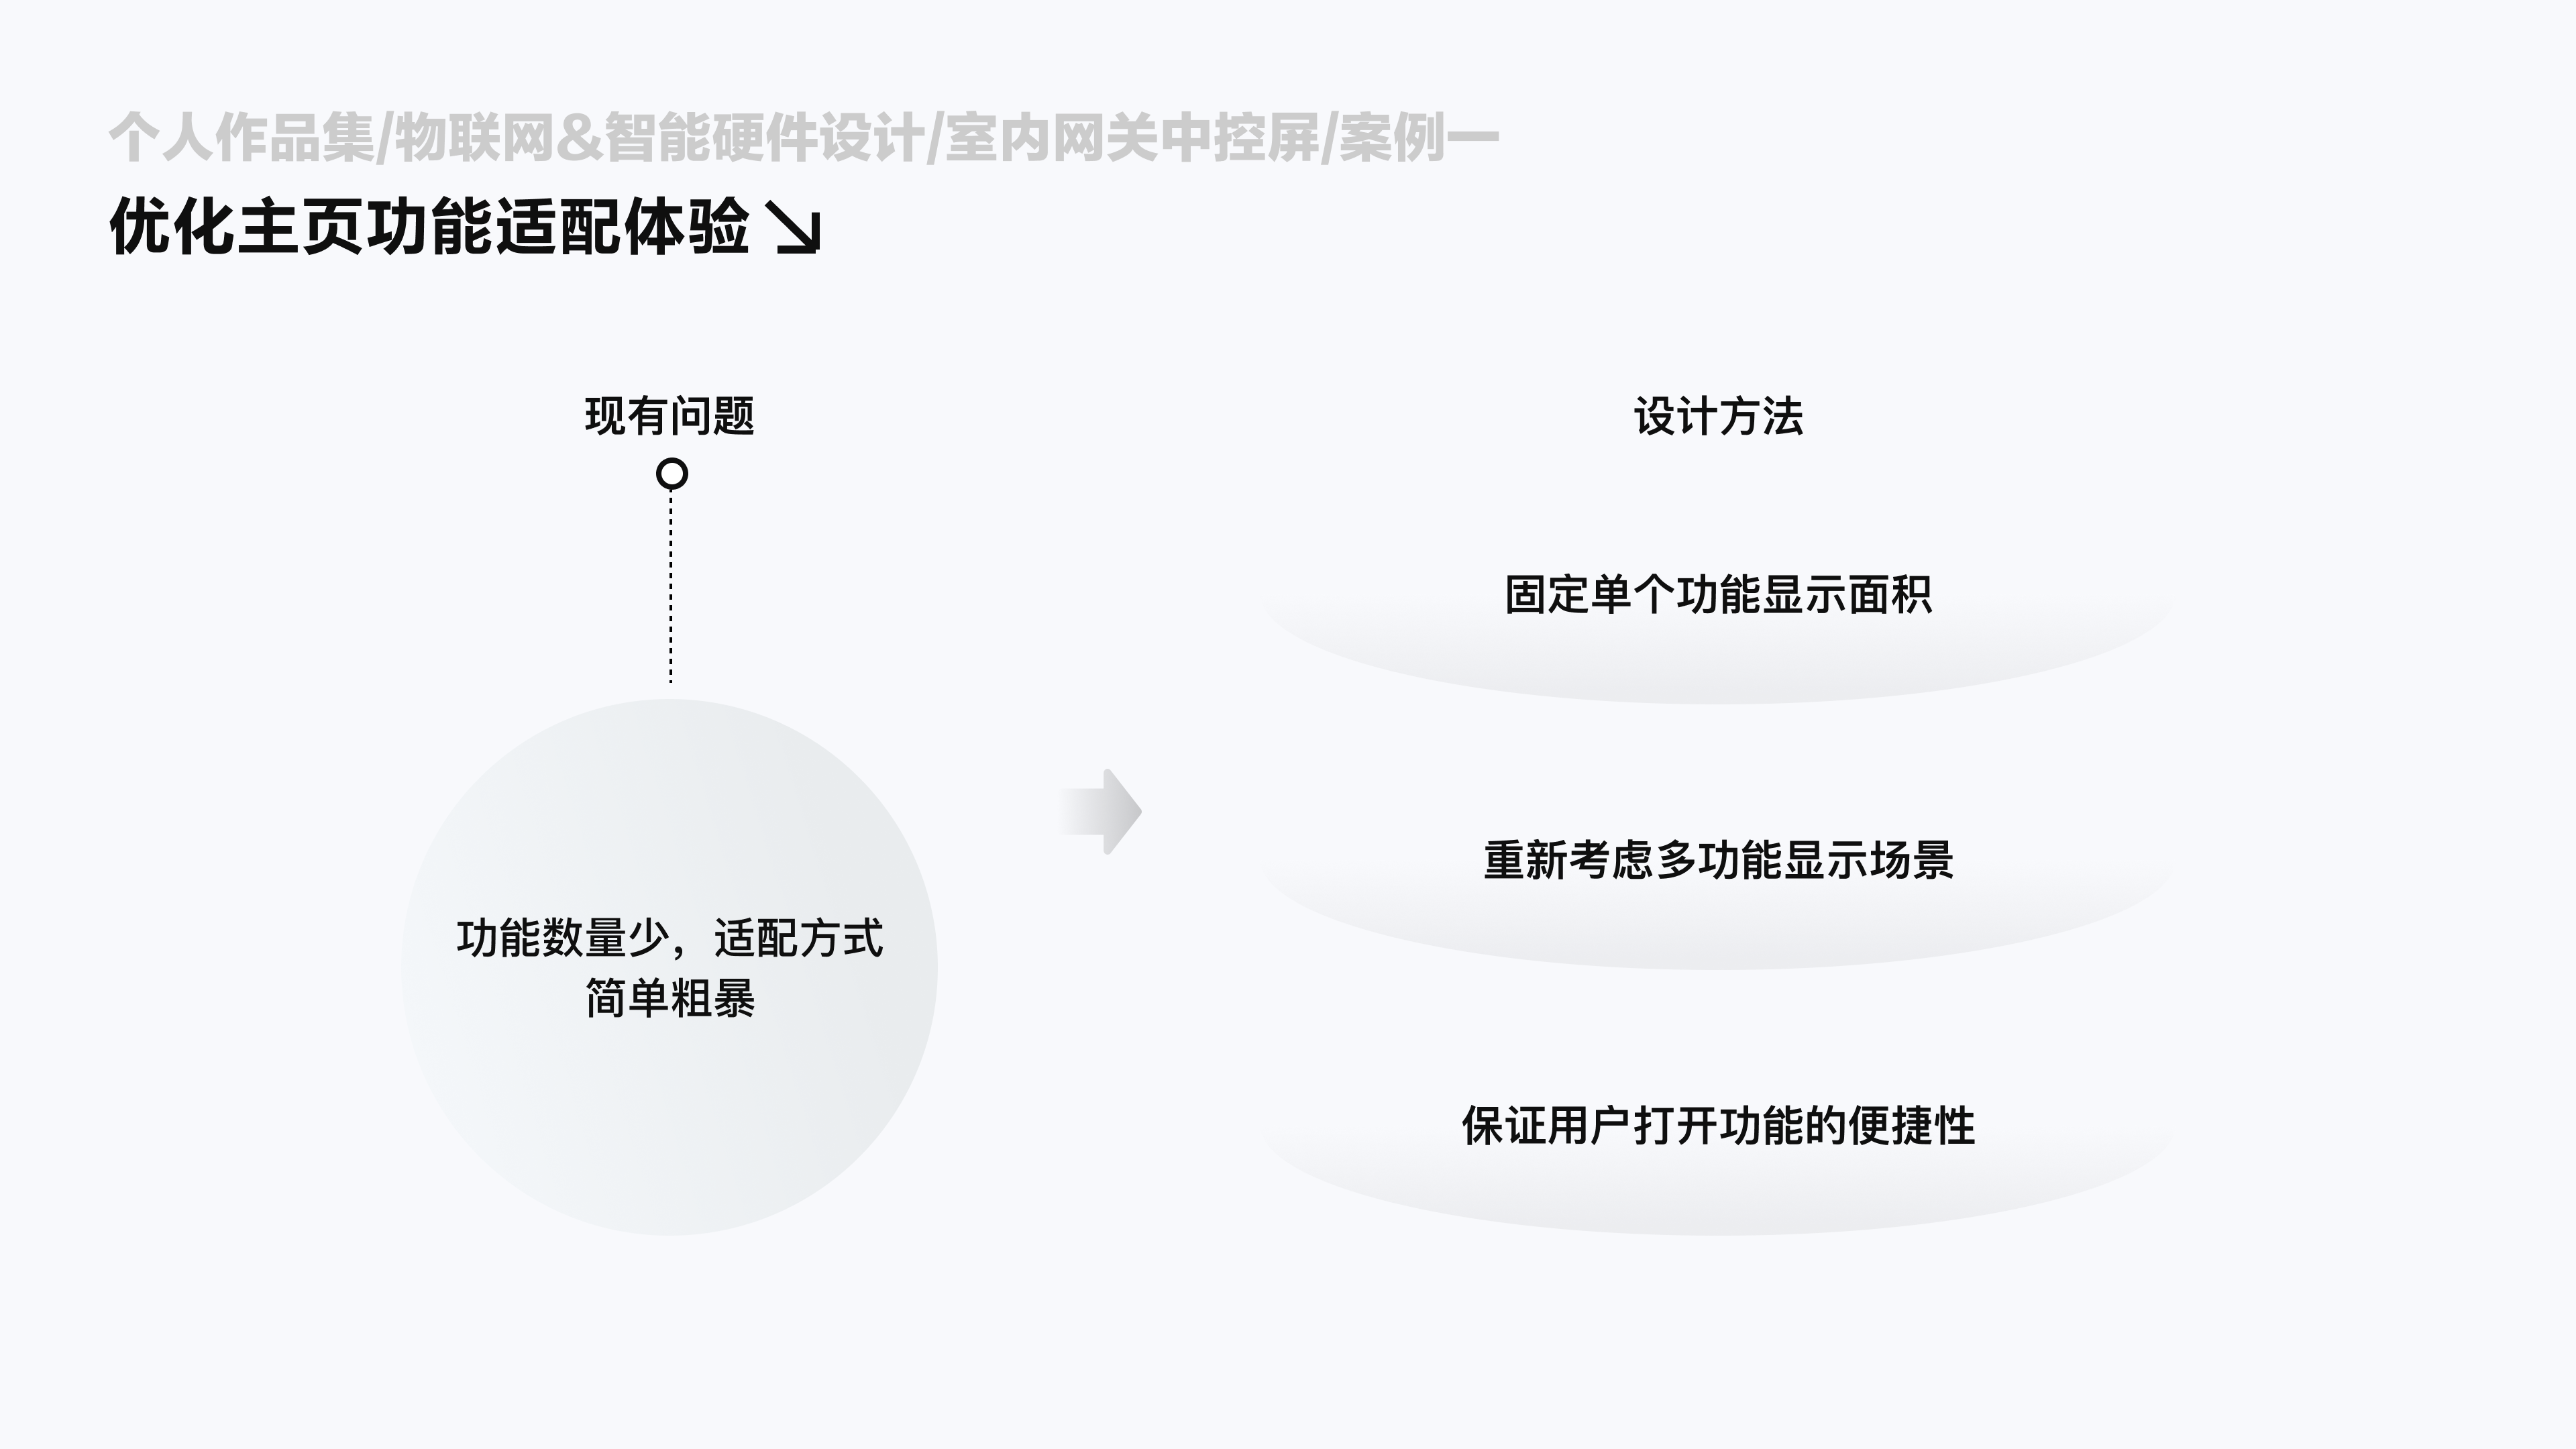 个人作品集/物联网&智能硬件设计/室内网关中控屏/案例一
优化主页功能适配体验
现有问题
功能数量少，适配方式
简单粗暴
设计方法
固定单个功能显示面积
重新考虑多功能显示场景
保证用户打开功能的便捷性